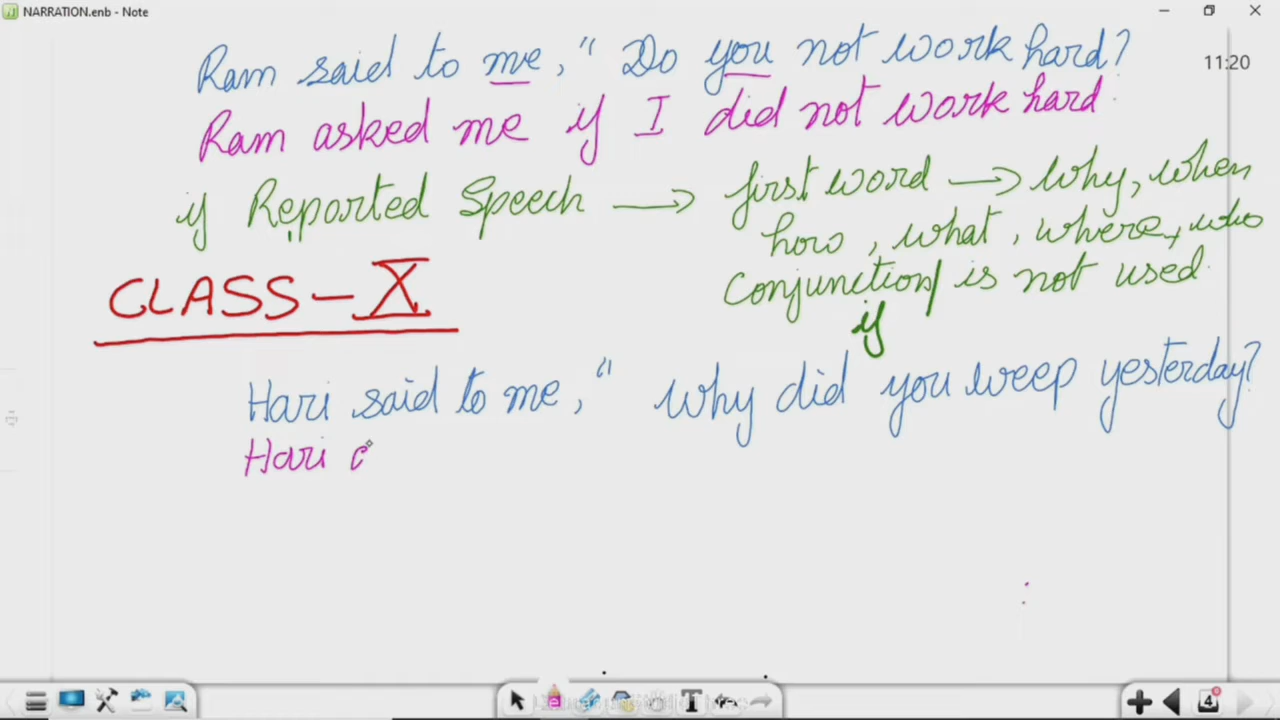 NARRATION.enb - Note
Ram said to me, " Do you not work hard?
11:20
Ram asked me if I did not work hard.
if Reported Speech → first word → Why, when
how, what, where, who
Conjunction/ is not used.
if
CLASS - X
Hari said to me, " Why did you weep yesterday?
Hari
T
4